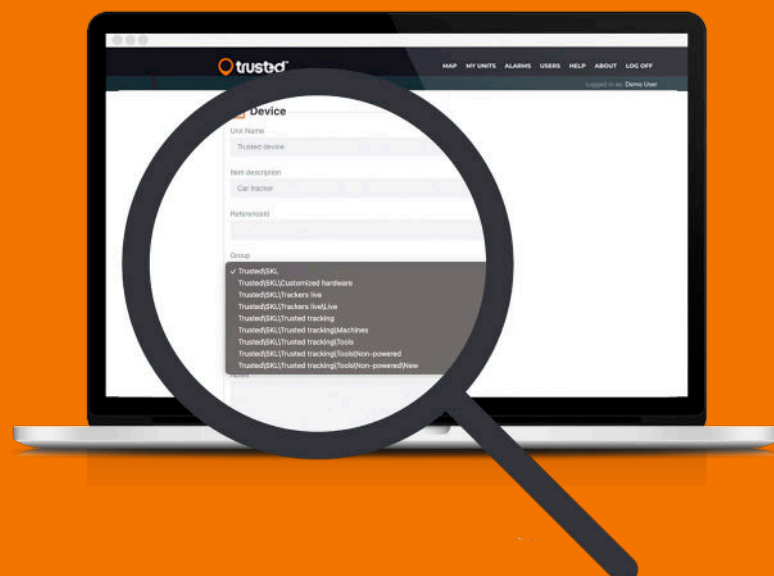 trusted
MAP MY UNITS ALARMS USERS HELP ABOUT LOG OFF
Logged in as: Demo User
Device
Unit Name
Trusted device
Item description
Car tracker
ReferenceId
Group
✓ Trusted\SKL
Trusted\SKL\Customized hardware
Trusted\SKL\Trackers live
Trusted\SKL\Trackers live\Live
Trusted\SKL\Trusted tracking
Trusted\SKL\Trusted tracking\Machines
Trusted\SKL\Trusted tracking\Tools
Trusted\SKL\Trusted tracking\Tools\Non-powered
Trusted\SKL\Trusted tracking\Tools\Non-powered\New